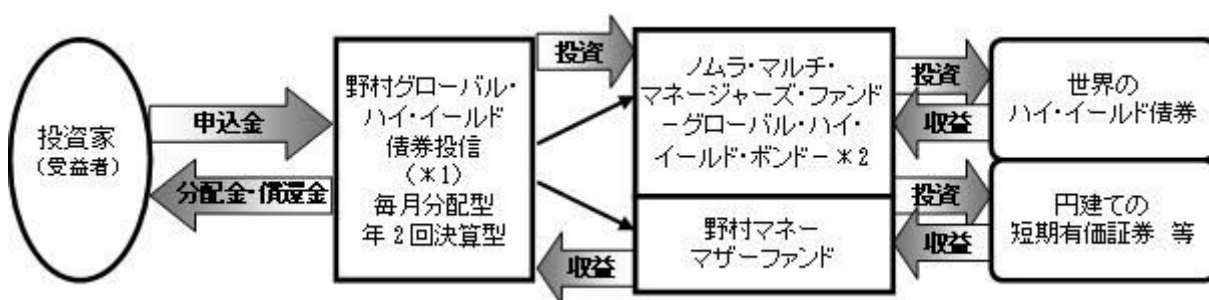 投資家
(受益者)
申込金
分配金・償還金
野村グローバル・
ハイ・イールド
債券投信
(*1)
毎月分配型
年2回決算型
投資
収益
ノムラ・マルチ・
マネージャーズ・ファンド
-グローバル・ハイ・
イールド・ボンド-*2
野村マネー
マザーファンド
投資
収益
投資
収益
世界の
ハイ・イールド債券
円建ての
短期有価証券 等